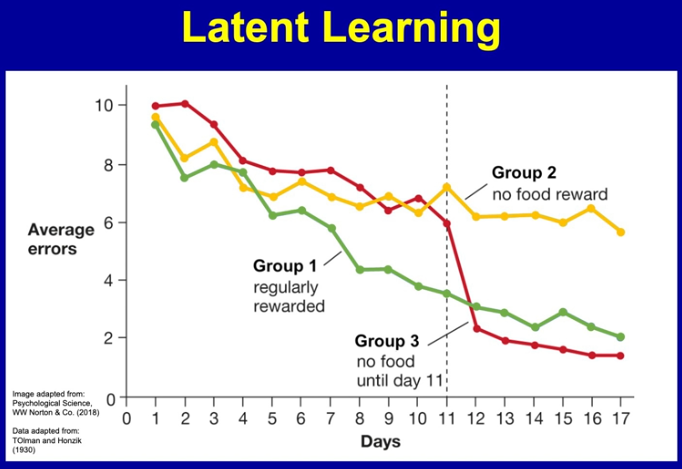 Latent Learning
10
8
6
4
2
0
Average
errors
Group 2
no food reward
Group 1
regularly
rewarded
Group 3
no food
until day 11
0 1 2 3 4 5 6 7 8 9 10 11 12 13 14 15 16 17
Days
Image adapted from:
Psychological Science,
WW Norton & Co. (2018)
Data adapted from:
TOlman and Honzik
(1930)